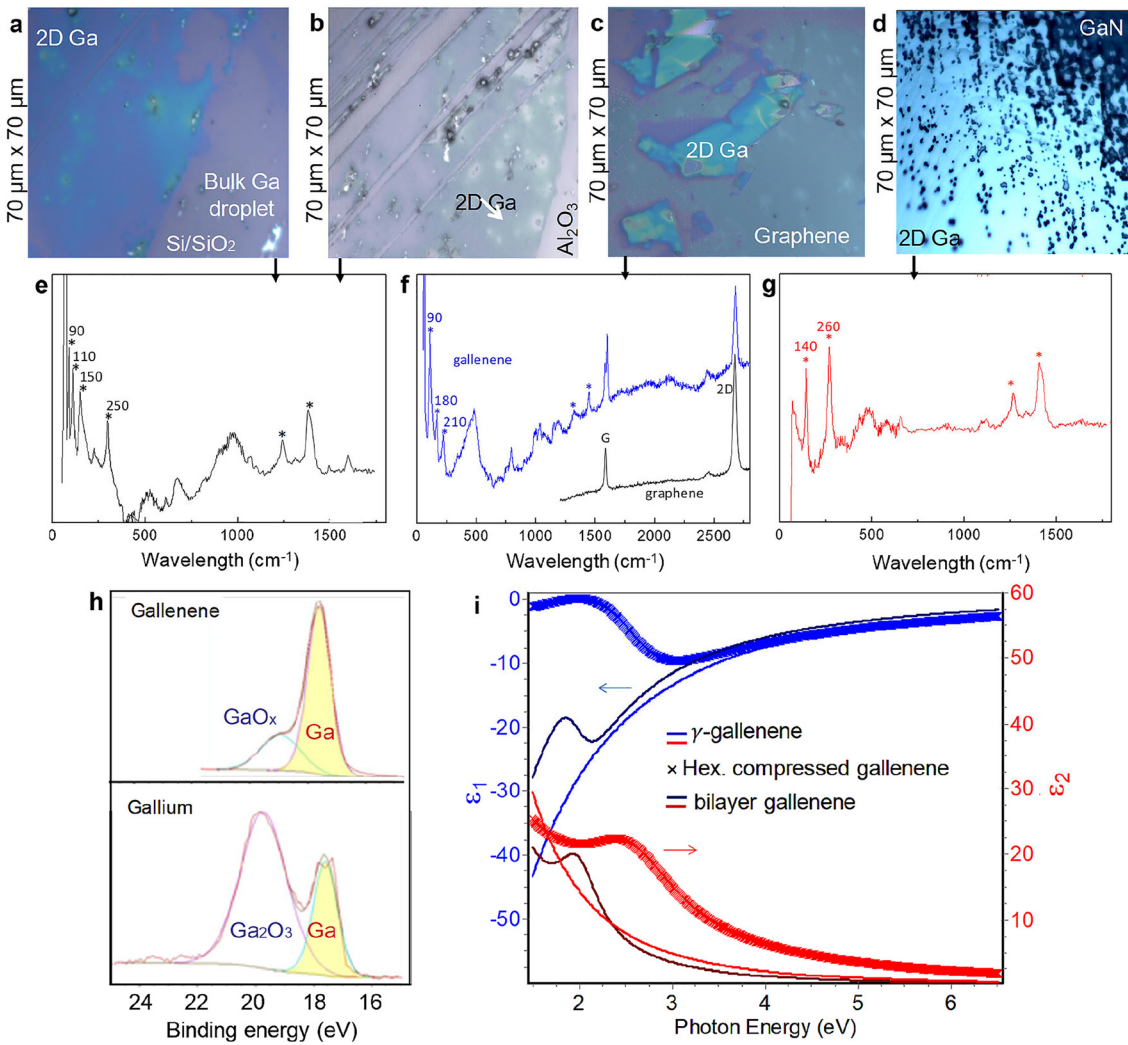 a
2D Ga
Bulk Ga
droplet
Si/SiO₂
70 µm x 70 µm
b
2D Ga
Al₂O₃
70 µm x 70 µm
c
2D Ga
Graphene
70 µm x 70 µm
d
GaN
2D Ga
70 µm x 70 µm
e
90
*
110
*
150
*
250
*
*
*
0 500 1000 1500
Wavelength (cm⁻¹)
f
90
*
gallenene
180
*
210
*
*
*
2D
G
graphene
0 500 1000 1500 2000 2500
Wavelength (cm⁻¹)
g
260
*
140
*
*
*
0 500 1000 1500
Wavelength (cm⁻¹)
h
Gallenene
GaOₓ
Ga
Gallium
Ga₂O₃
Ga
24 22 20 18 16
Binding energy (eV)
i
0
-10
-20
-30
-40
-50
ε₁
γ-gallenene
× Hex. compressed gallenene
bilayer gallenene
60
50
40
30
20
10
ε₂
2 3 4 5 6
Photon Energy (eV)